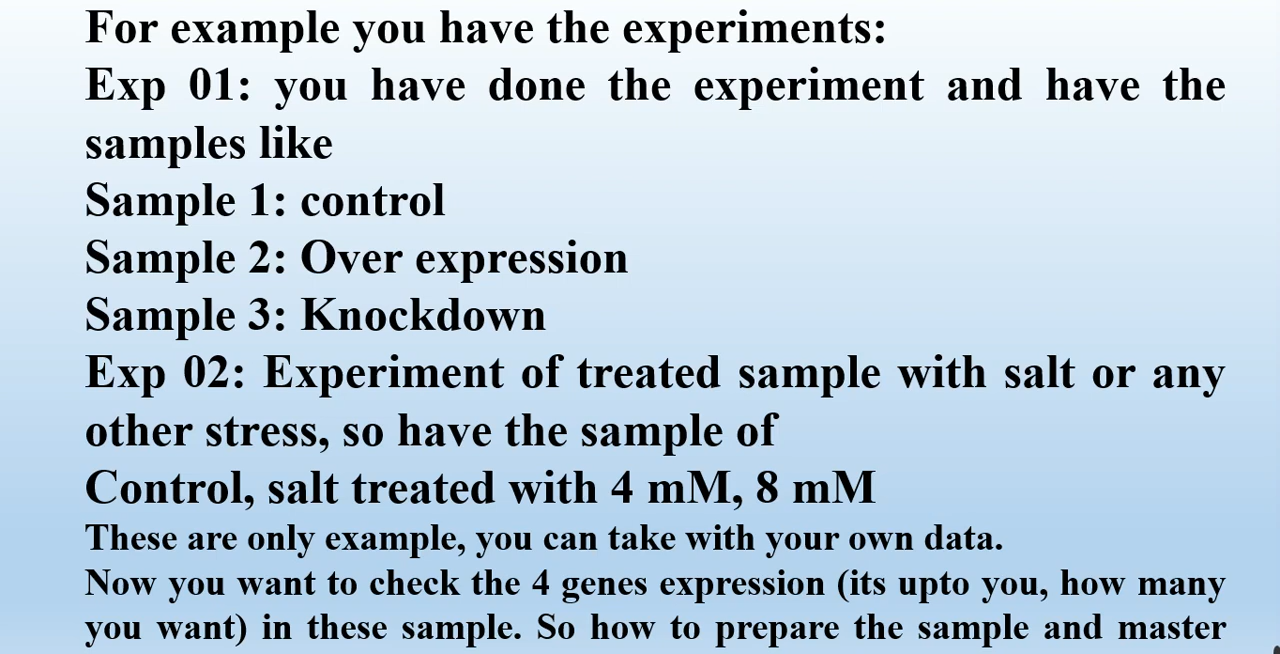 For example you have the experiments:
Exp 01: you have done the experiment and have the
samples like
Sample 1: control
Sample 2: Over expression
Sample 3: Knockdown
Exp 02: Experiment of treated sample with salt or any
other stress, so have the sample of
Control, salt treated with 4 mM, 8 mM
These are only example, you can take with your own data.
Now you want to check the 4 genes expression (its upto you, how many
you want) in these sample. So how to prepare the sample and master